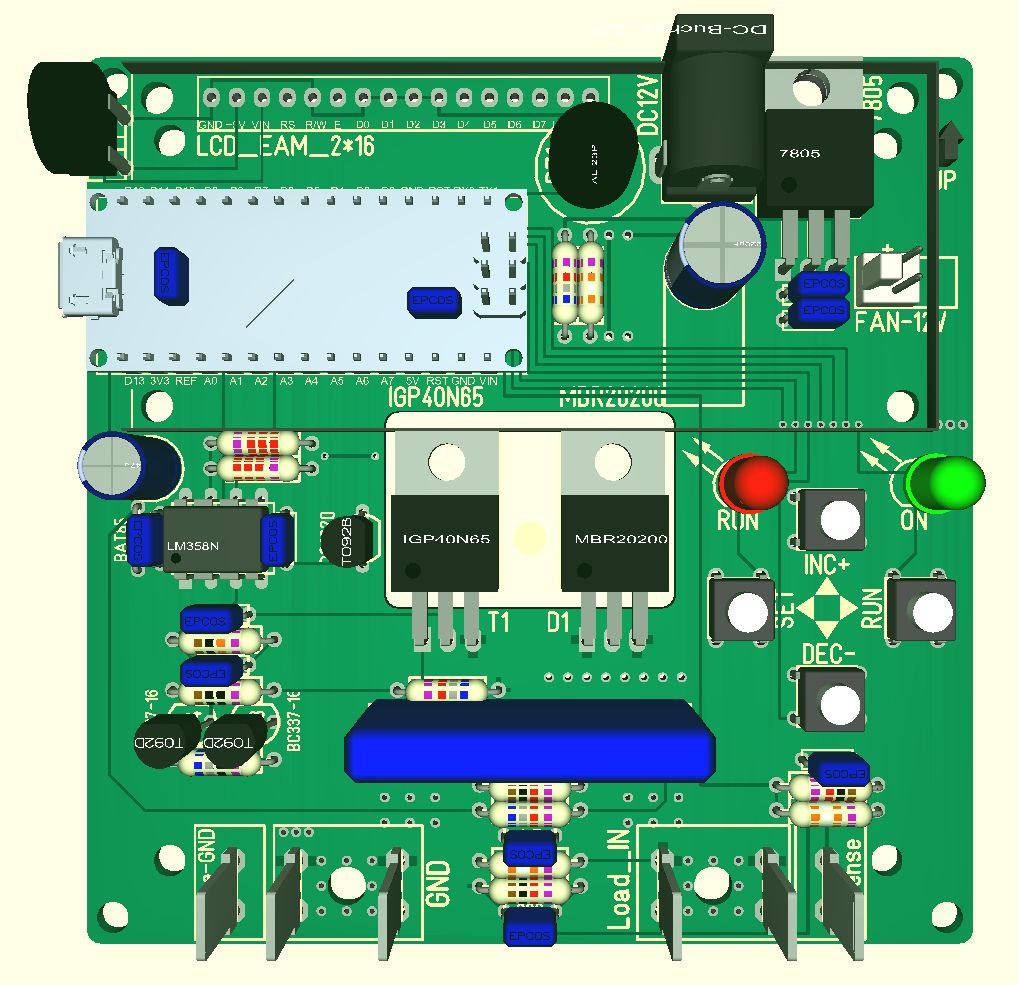 DC-Buch
DC12V
7805
7805
GND
VIN RS R/W E D0 D1 D2 D3 D4 D5 D6 D7
LCD_EAM_2*16
UP
EPCOS
EPCOS
EPCOS
EPCOS
+
FAN-12V
D13 3V3 REF A0 A1 A2 A3 A4 A5 A6 A7 5V RST GND VIN
IGP40N65
MBR20200
RUN
ON
LM358N
EPCOS
EPCOS
TO92B
IGP40N65
MBR20200
INC+
SET
RUN
T1
D1
DEC-
EPCOS
EPCOS
BC337-16
TO92D
TO92D
EPCOS
s-GND
GND
EPCOS
EPCOS
Load_IN